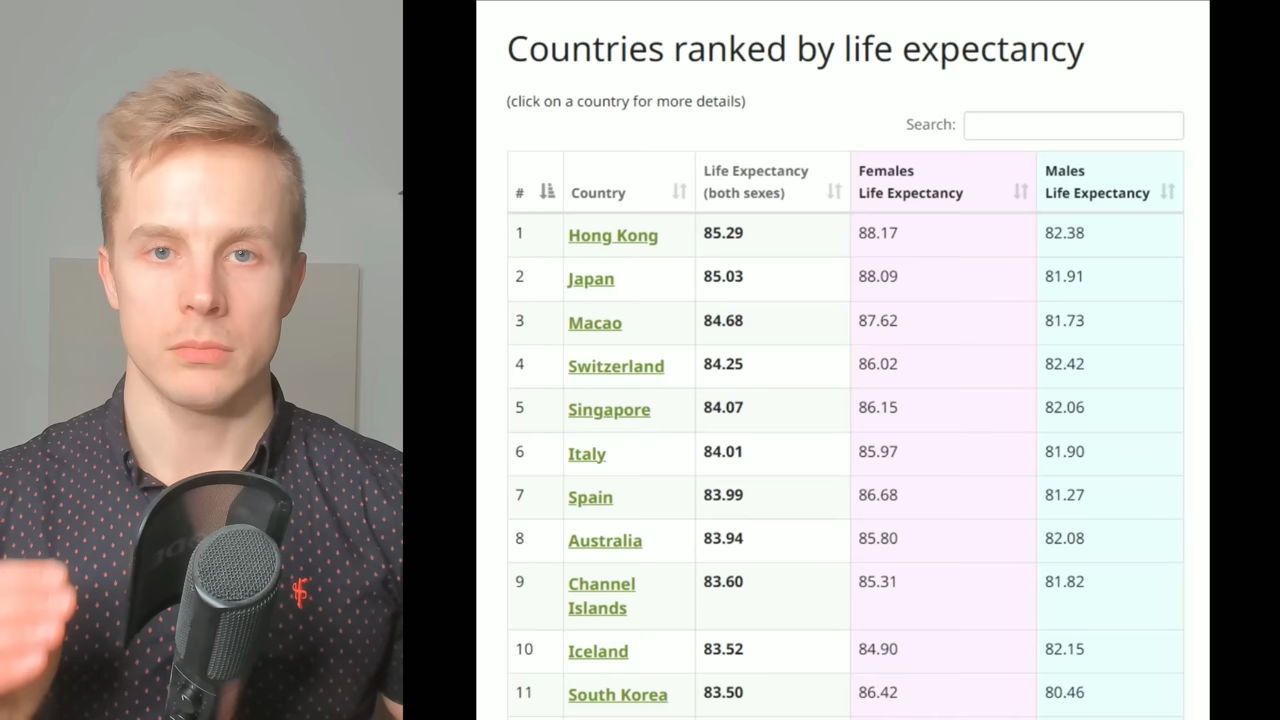 Countries ranked by life expectancy
(click on a country for more details)
Search:
# Country Life Expectancy (both sexes) Females Life Expectancy Males Life Expectancy
1 Hong Kong 85.29 88.17 82.38
2 Japan 85.03 88.09 81.91
3 Macao 84.68 87.62 81.73
4 Switzerland 84.25 86.02 82.42
5 Singapore 84.07 86.15 82.06
6 Italy 84.01 85.97 81.90
7 Spain 83.99 86.68 81.27
8 Australia 83.94 85.80 82.08
9 Channel Islands 83.60 85.31 81.82
10 Iceland 83.52 84.90 82.15
11 South Korea 83.50 86.42 80.46